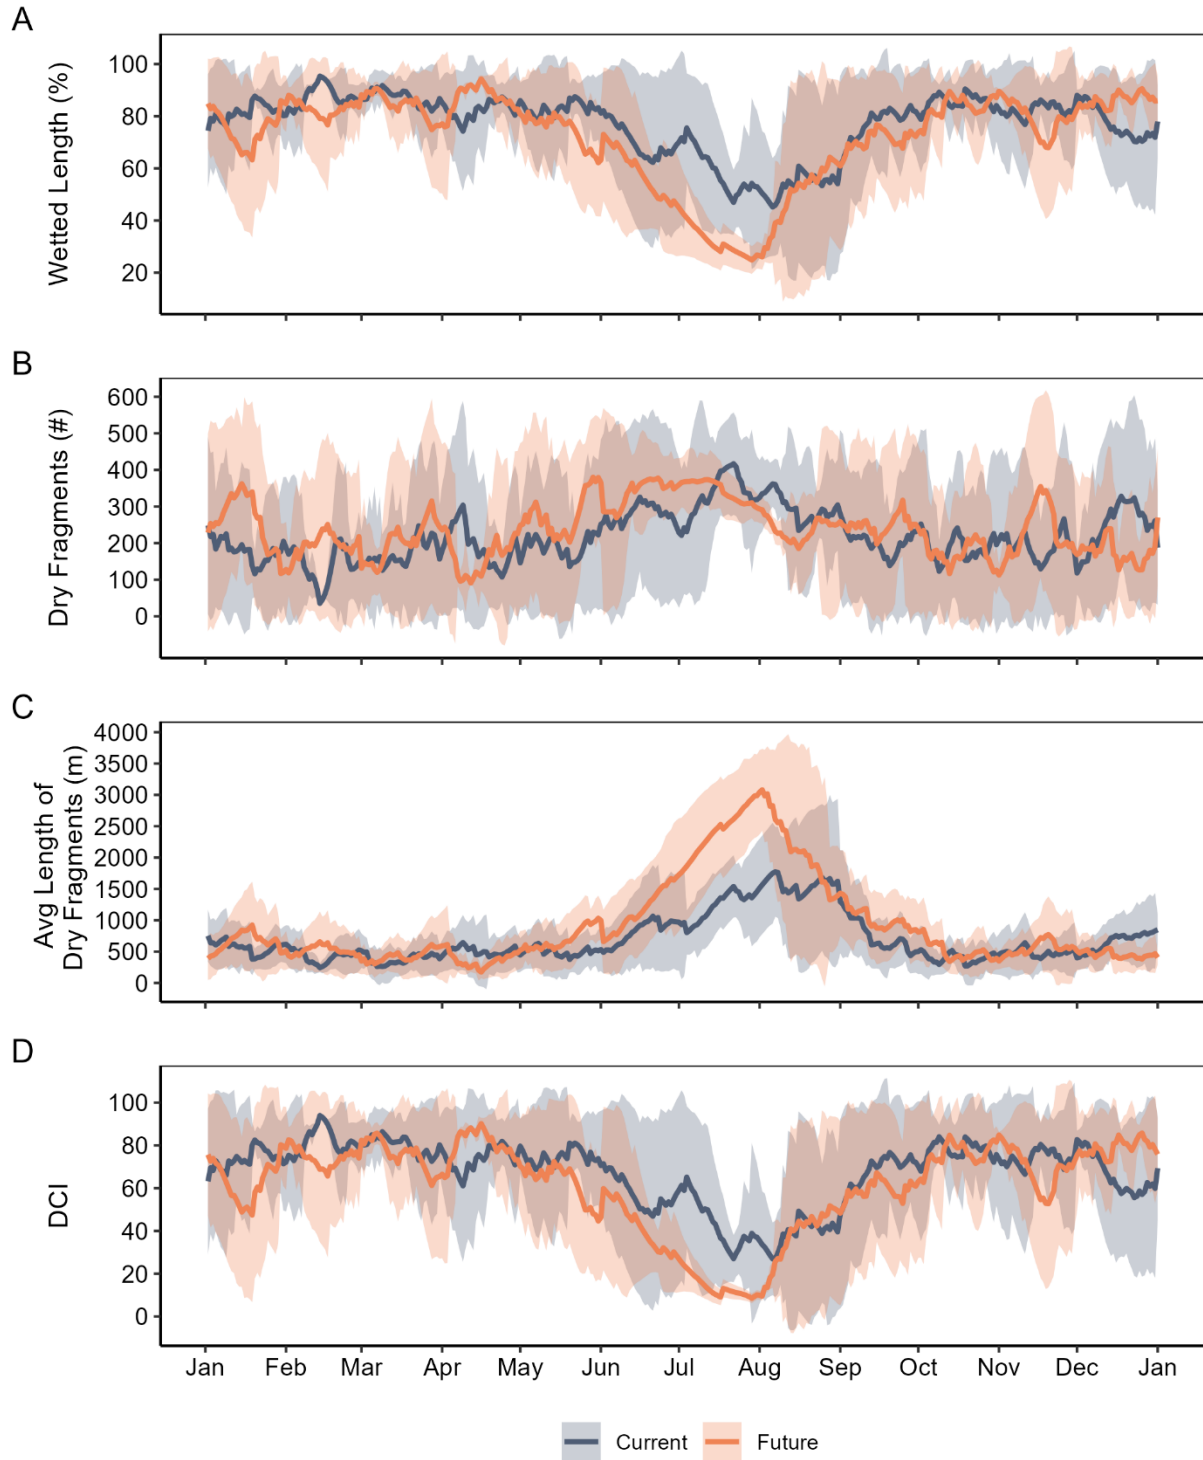 A
Wetted Length (%)
100
80
60
40
20
B
Dry Fragments (#)
600
500
400
300
200
100
0
C
Avg Length of
Dry Fragments (m)
4000
3500
3000
2500
2000
1500
1000
500
0
D
DCI
100
80
60
40
20
0
Jan Feb Mar Apr May Jun Jul Aug Sep Oct Nov Dec Jan
Current Future